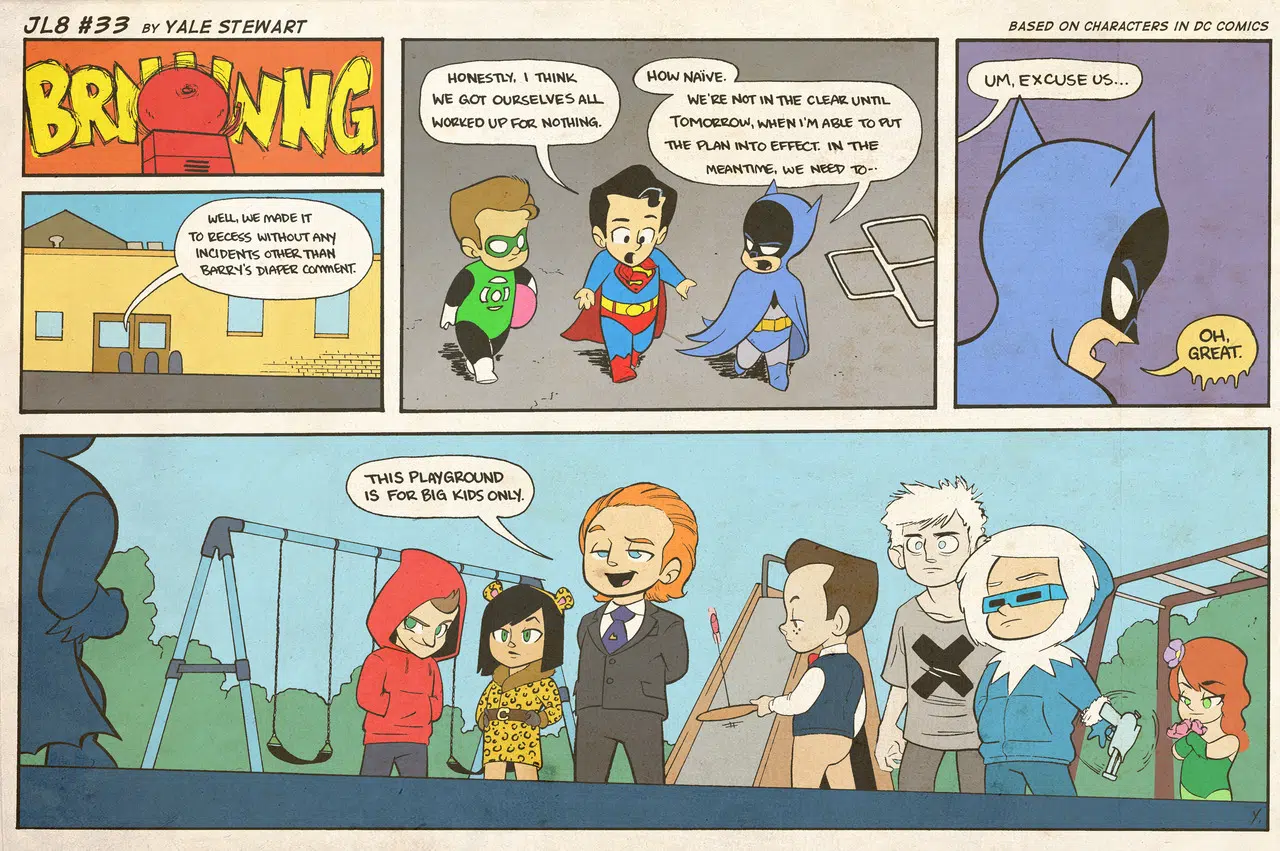 JL8 #33 BY YALE STEWART
BASED ON CHARACTERS IN DC COMICS
WELL, WE MADE IT
TO RECESS WITHOUT ANY
INCIDENTS OTHER THAN
BARRY'S DIAPER COMMENT.
HONESTLY, I THINK
WE GOT OURSELVES ALL
WORKED UP FOR NOTHING.
HOW NAÏVE.
WE'RE NOT IN THE CLEAR UNTIL
TOMORROW, WHEN I'M ABLE TO PUT
THE PLAN INTO EFFECT. IN THE
MEANTIME, WE NEED TO--
UM, EXCUSE US...
OH,
GREAT.
THIS PLAYGROUND
IS FOR BIG KIDS ONLY.
Y.